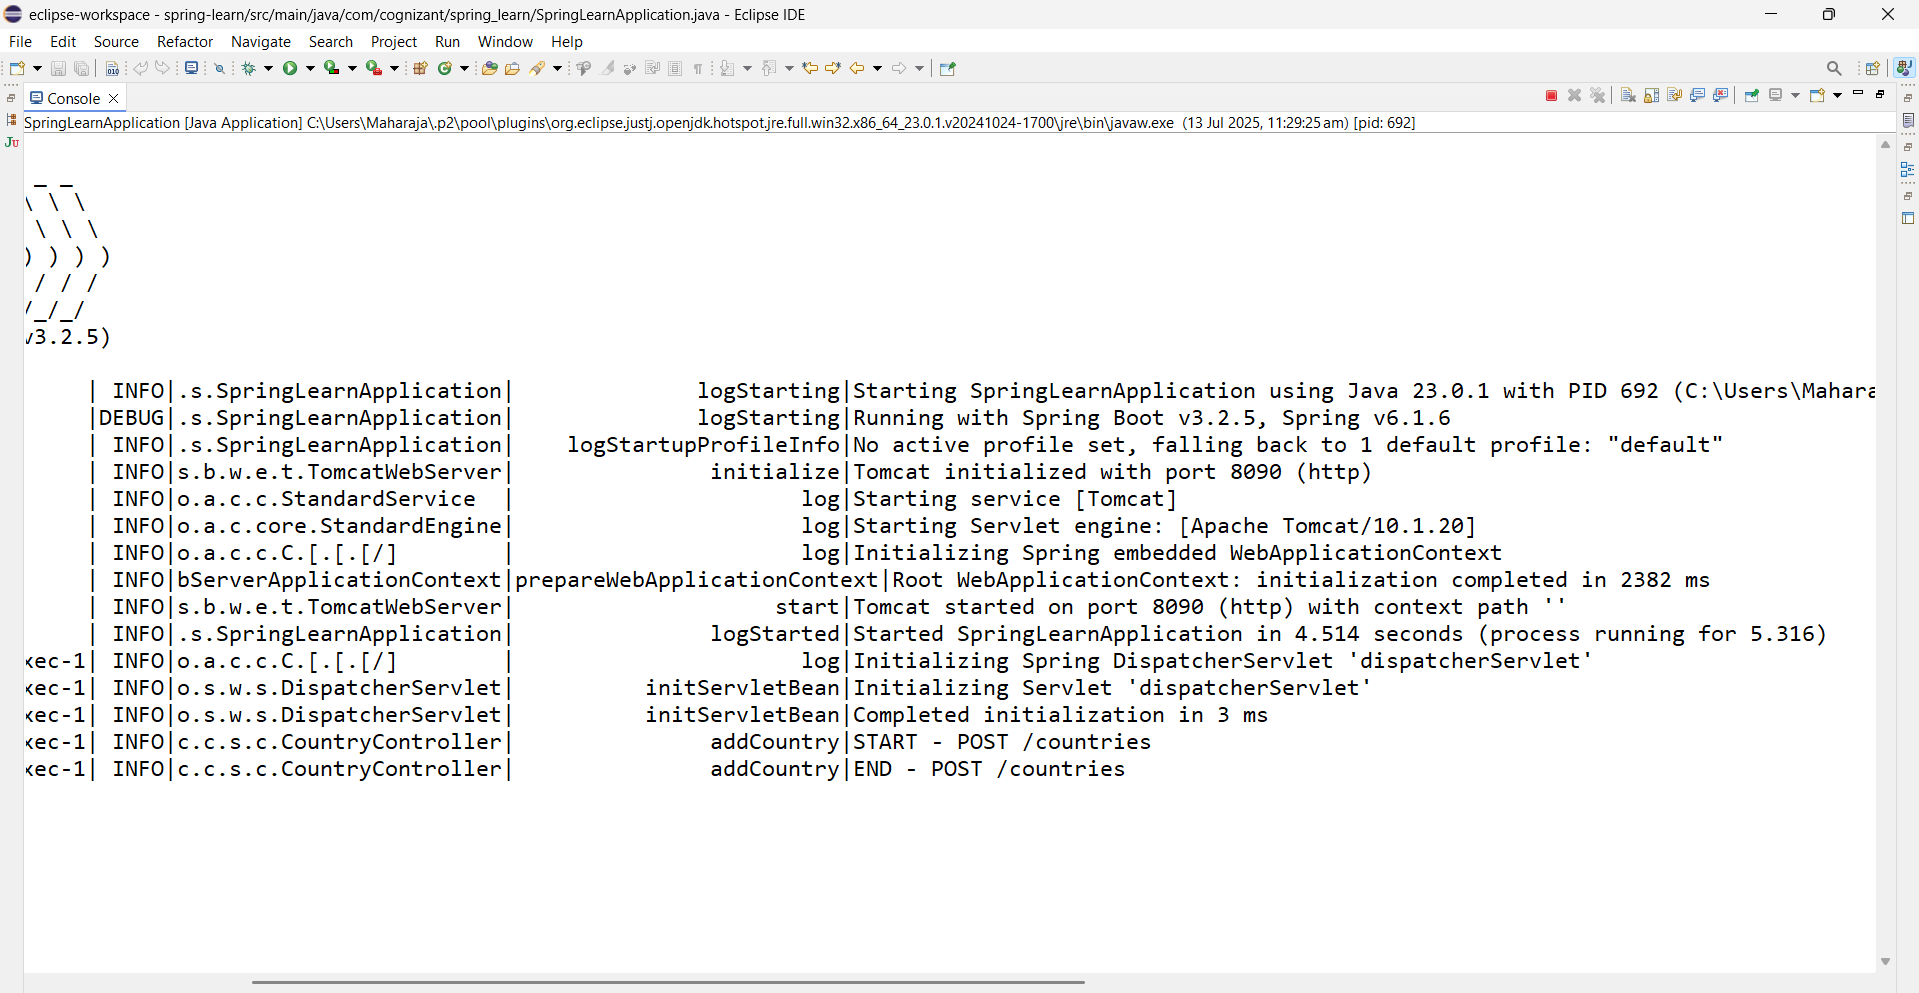 eclipse-workspace - spring-learn/src/main/java/com/cognizant/spring_learn/SpringLearnApplication.java - Eclipse IDE
File Edit Source Refactor Navigate Search Project Run Window Help
Console
SpringLearnApplication [Java Application] C:\Users\Maharaja\.p2\pool\plugins\org.eclipse.justj.openjdk.hotspot.jre.full.win32.x86_64_23.0.1.v20241024-1700\jre\bin\javaw.exe (13 Jul 2025, 11:29:25 am) [pid: 692]
_ _
\ \ \
\ \ \
) ) ) )
/ / /
/_/_/
v3.2.5)
| INFO|.s.SpringLearnApplication| logStarting|Starting SpringLearnApplication using Java 23.0.1 with PID 692 (C:\Users\Mahara
|DEBUG|.s.SpringLearnApplication| logStarting|Running with Spring Boot v3.2.5, Spring v6.1.6
| INFO|.s.SpringLearnApplication| logStartupProfileInfo|No active profile set, falling back to 1 default profile: "default"
| INFO|s.b.w.e.t.TomcatWebServer| initialize|Tomcat initialized with port 8090 (http)
| INFO|o.a.c.c.StandardService | log|Starting service [Tomcat]
| INFO|o.a.c.core.StandardEngine| log|Starting Servlet engine: [Apache Tomcat/10.1.20]
| INFO|o.a.c.c.C.[.[.[/] | log|Initializing Spring embedded WebApplicationContext
| INFO|bServerApplicationContext|prepareWebApplicationContext|Root WebApplicationContext: initialization completed in 2382 ms
| INFO|s.b.w.e.t.TomcatWebServer| start|Tomcat started on port 8090 (http) with context path ''
| INFO|.s.SpringLearnApplication| logStarted|Started SpringLearnApplication in 4.514 seconds (process running for 5.316)
xec-1| INFO|o.a.c.c.C.[.[.[/] | log|Initializing Spring DispatcherServlet 'dispatcherServlet'
xec-1| INFO|o.s.w.s.DispatcherServlet| initServletBean|Initializing Servlet 'dispatcherServlet'
xec-1| INFO|o.s.w.s.DispatcherServlet| initServletBean|Completed initialization in 3 ms
xec-1| INFO|c.c.s.c.CountryController| addCountry|START - POST /countries
xec-1| INFO|c.c.s.c.CountryController| addCountry|END - POST /countries